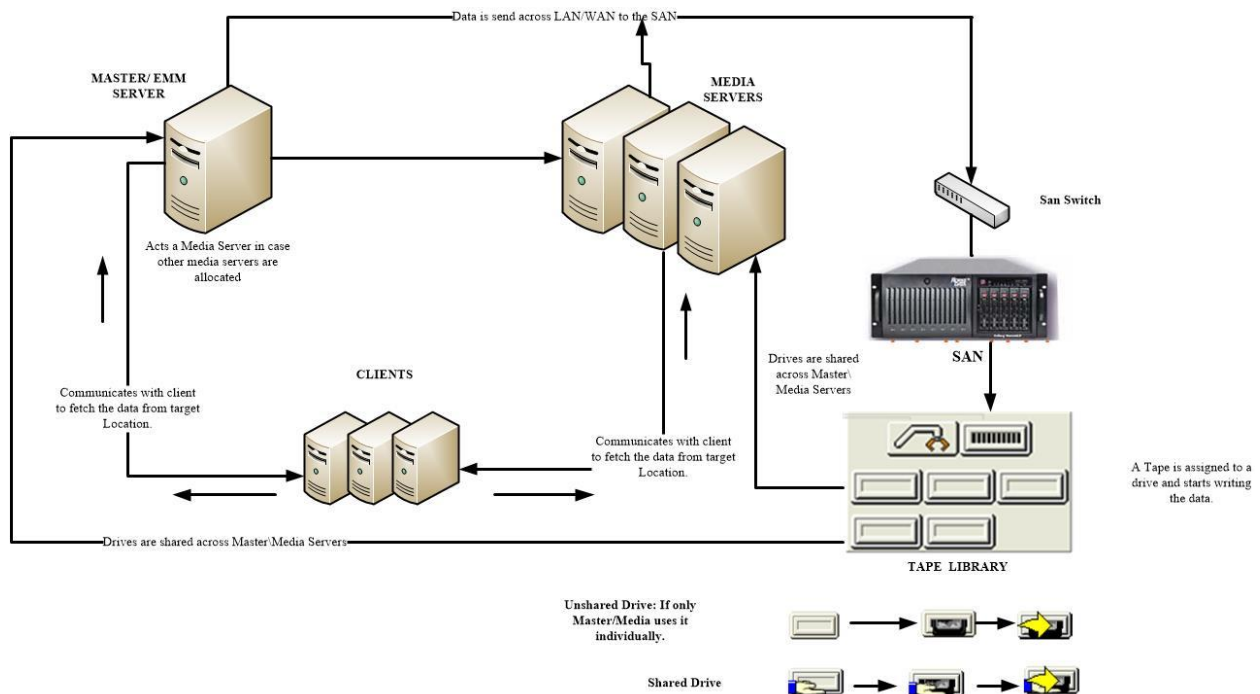 Data is send across LAN/WAN to the SAN
MASTER/ EMM
SERVER
MEDIA
SERVERS
San Switch
Acts a Media Server in case
other media servers are
allocated
SAN
Drives are shared
across Master\
Media Servers
CLIENTS
Communicates with client
to fetch the data from target
Location.
Communicates with client
to fetch the data from target
Location.
A Tape is assigned to a
drive and starts writing
the data.
Drives are shared across Master\Media Servers
TAPE LIBRARY
Unshared Drive: If only
Master/Media uses it
individually.
Shared Drive